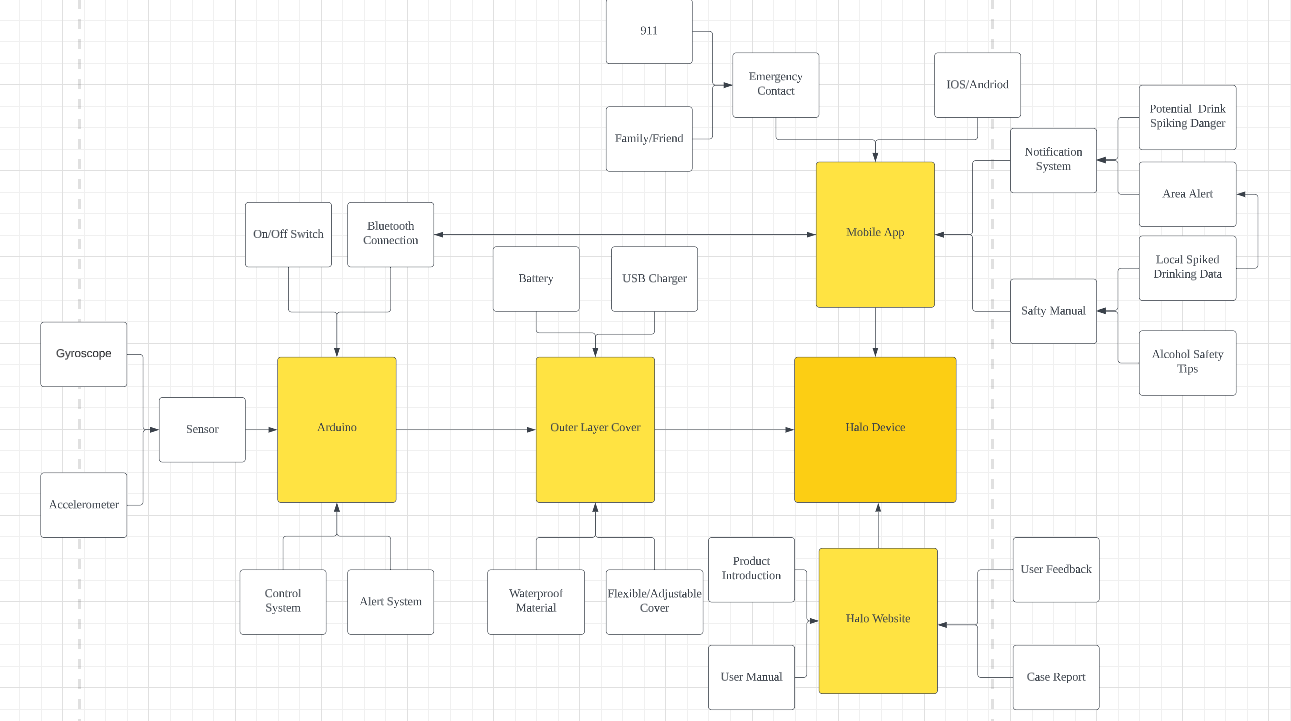 911
Emergency
Contact
IOS/Andriod
Potential Drink
Spiking Danger
Family/Friend
Notification
System
Area Alert
On/Off Switch
Bluetooth
Connection
Mobile App
Battery
USB Charger
Local Spiked
Drinking Data
Safty Manual
Gyroscope
Alcohol Safety
Tips
Sensor
Arduino
Outer Layer Cover
Halo Device
Accelerometer
Product
Introduction
User Feedback
Control
System
Alert System
Waterproof
Material
Flexible/Adjustable
Cover
Halo Website
User Manual
Case Report